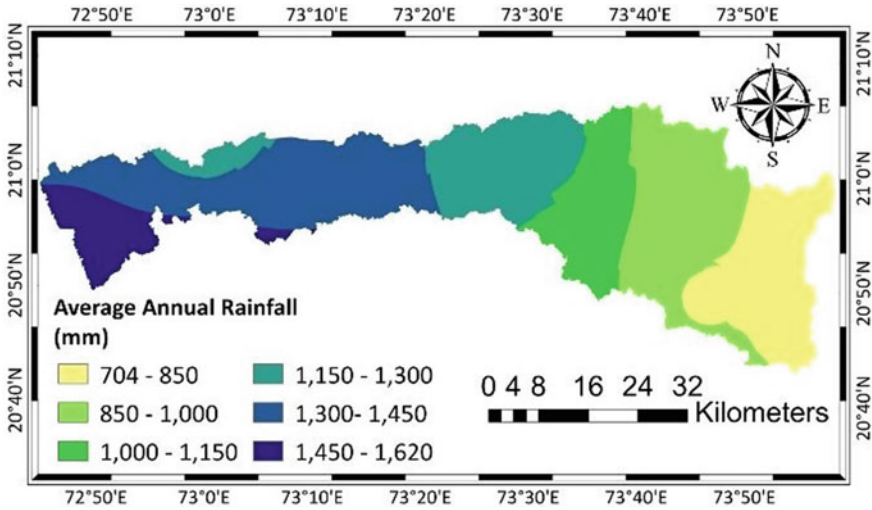 72°50'E 73°0'E 73°10'E 73°20'E 73°30'E 73°40'E 73°50'E
21°10'N
21°0'N
20°50'N
20°40'N
21°10'N
21°0'N
20°50'N
20°40'N
N
W E
S
Average Annual Rainfall
(mm)
704 - 850
850 - 1,000
1,000 - 1,150
1,150 - 1,300
1,300- 1,450
1,450 - 1,620
0 4 8 16 24 32
Kilometers
72°50'E 73°0'E 73°10'E 73°20'E 73°30'E 73°40'E 73°50'E